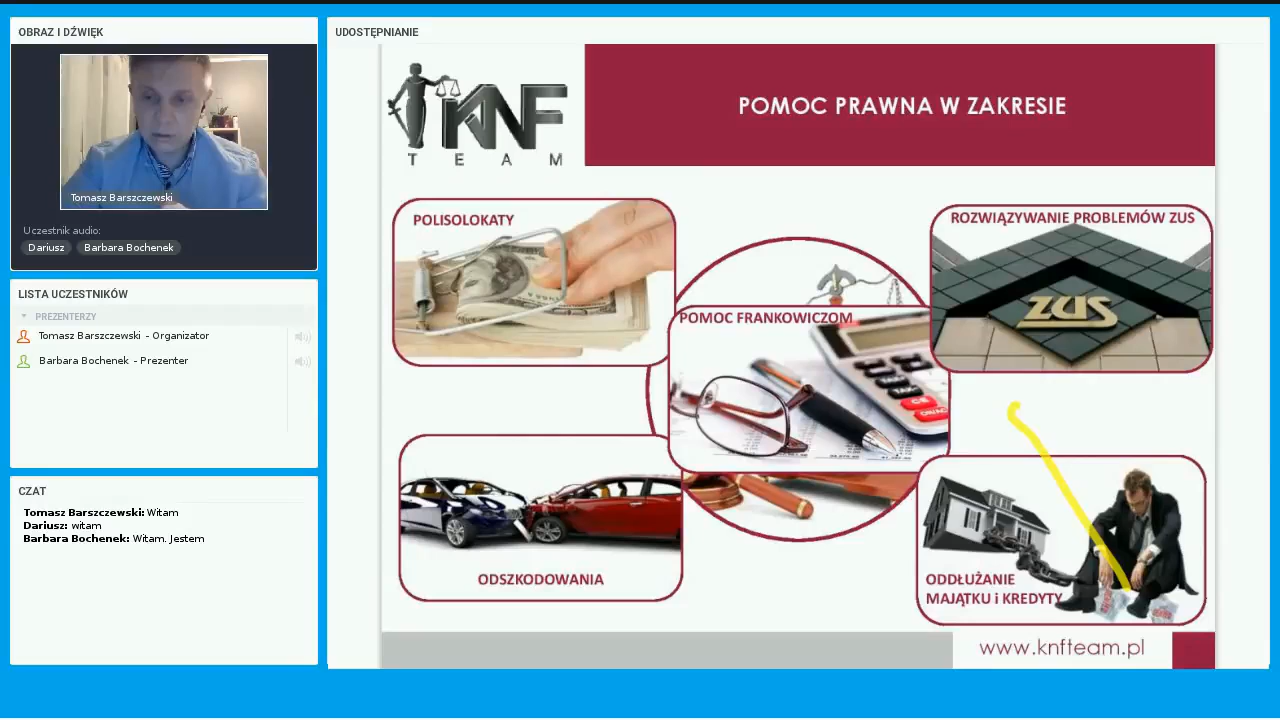 OBRAZ I DŹWIĘK
Tomasz Barszczewski
Uczestnik audio:
Dariusz
Barbara Bochenek
LISTA UCZESTNIKÓW
PREZENTERZY
Tomasz Barszczewski - Organizator
Barbara Bochenek - Prezenter
CZAT
Tomasz Barszczewski: Witam
Dariusz: witam
Barbara Bochenek: Witam. Jestem
UDOSTĘPNIANIE
KNF
TEAM
POMOC PRAWNA W ZAKRESIE
POLISOLOKATY
ROZWIĄZYWANIE PROBLEMÓW ZUS
ZUS
POMOC FRANKOWICZOM
CE
ODSZKODOWANIA
ODDŁUŻANIE
MAJĄTKU i KREDYTY
www.knfteam.pl